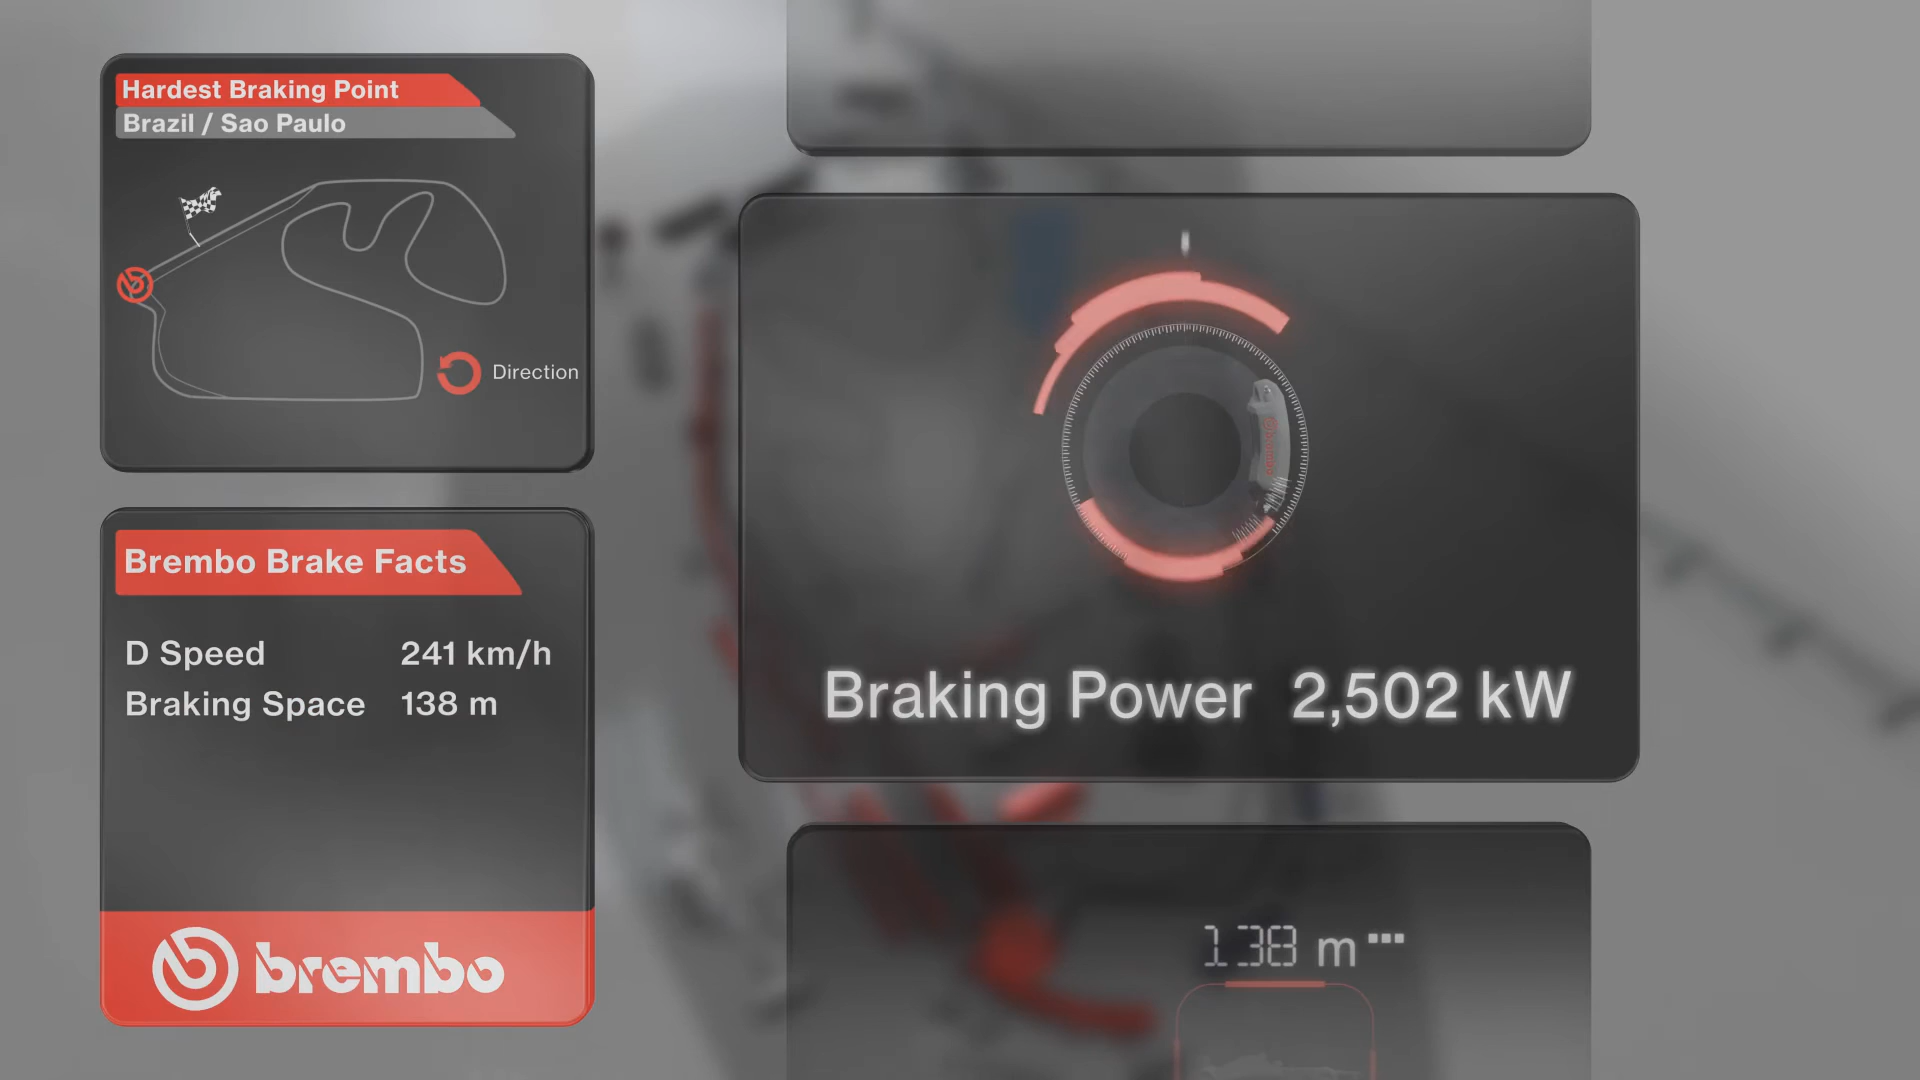 Hardest Braking Point
Brazil / Sao Paulo
Direction
Brembo Brake Facts
D Speed 241 km/h
Braking Space 138 m
brembo
brembo
Braking Power 2,502 kW
138 m